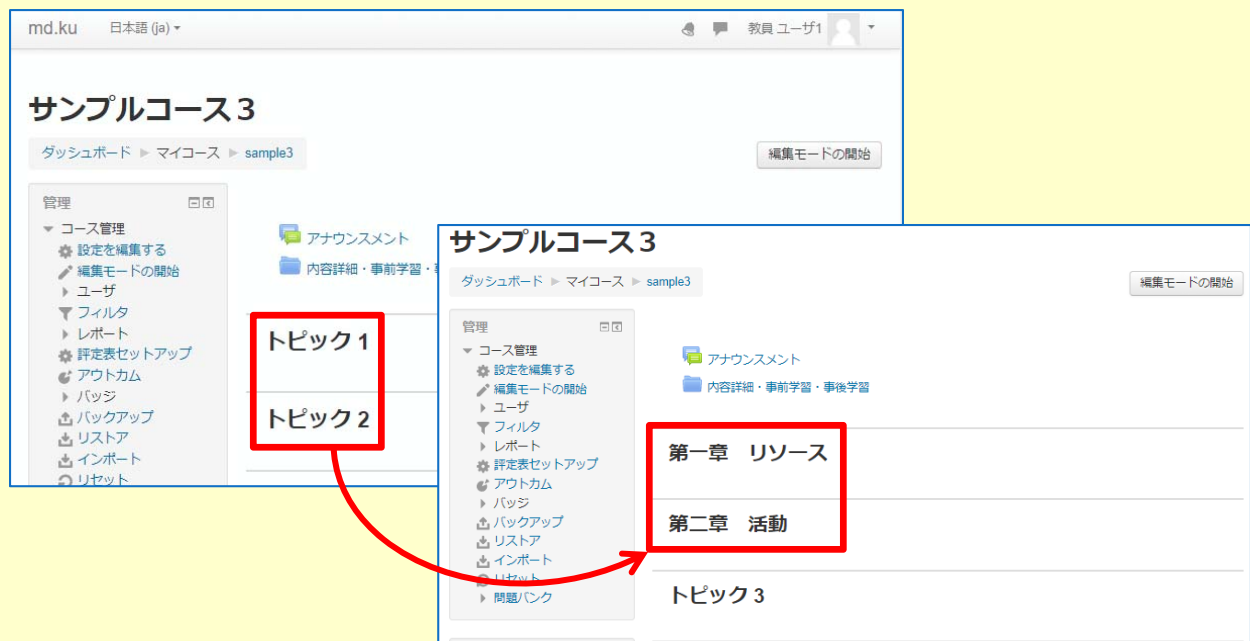 md.ku 日本語 (ja) 教員 ユーザ1
サンプルコース３
ダッシュボード ▶ マイコース ▶ sample3
編集モードの開始
管理
コース管理
設定を編集する
編集モードの開始
ユーザ
フィルタ
レポート
評定表セットアップ
アウトカム
バッジ
バックアップ
リストア
インポート
リセット
アナウンスメント
内容詳細・事前学習・
トピック 1
トピック 2
サンプルコース３
ダッシュボード ▶ マイコース ▶ sample3
編集モードの開始
管理
コース管理
設定を編集する
編集モードの開始
ユーザ
フィルタ
レポート
評定表セットアップ
アウトカム
バッジ
バックアップ
リストア
インポート
リセット
問題バンク
アナウンスメント
内容詳細・事前学習・事後学習
第一章　リソース
第二章　活動
トピック 3